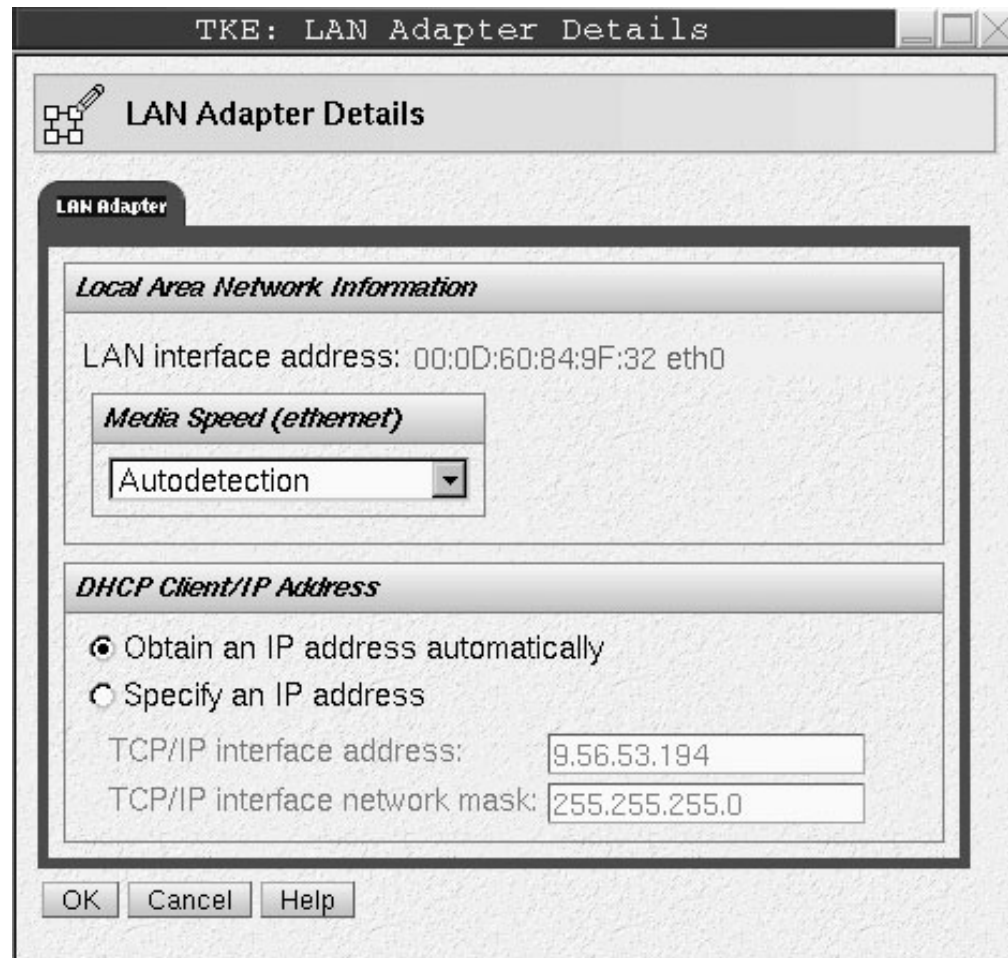 TKE: LAN Adapter Details
LAN Adapter Details
LAN Adapter
Local Area Network Information
LAN interface address: 00:0D:60:84:9F:32 eth0
Media Speed (ethernet)
Autodetection
DHCP Client/IP Address
Obtain an IP address automatically
Specify an IP address
TCP/IP interface address: 9.56.53.194
TCP/IP interface network mask: 255.255.255.0
OK Cancel Help